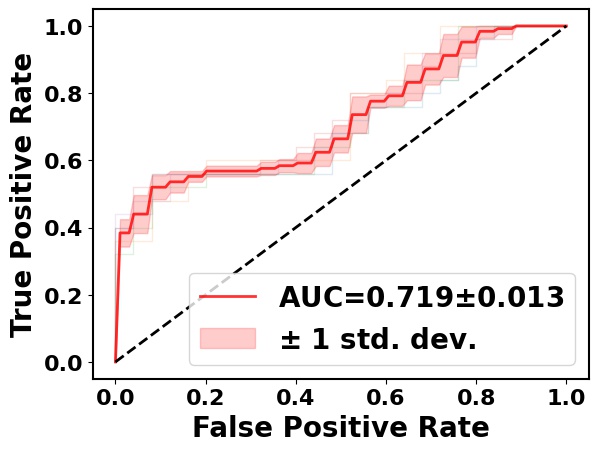 1.0
0.8
0.6
0.4
0.2
0.0
True Positive Rate
AUC=0.719±0.013
± 1 std. dev.
0.0 0.2 0.4 0.6 0.8 1.0
False Positive Rate